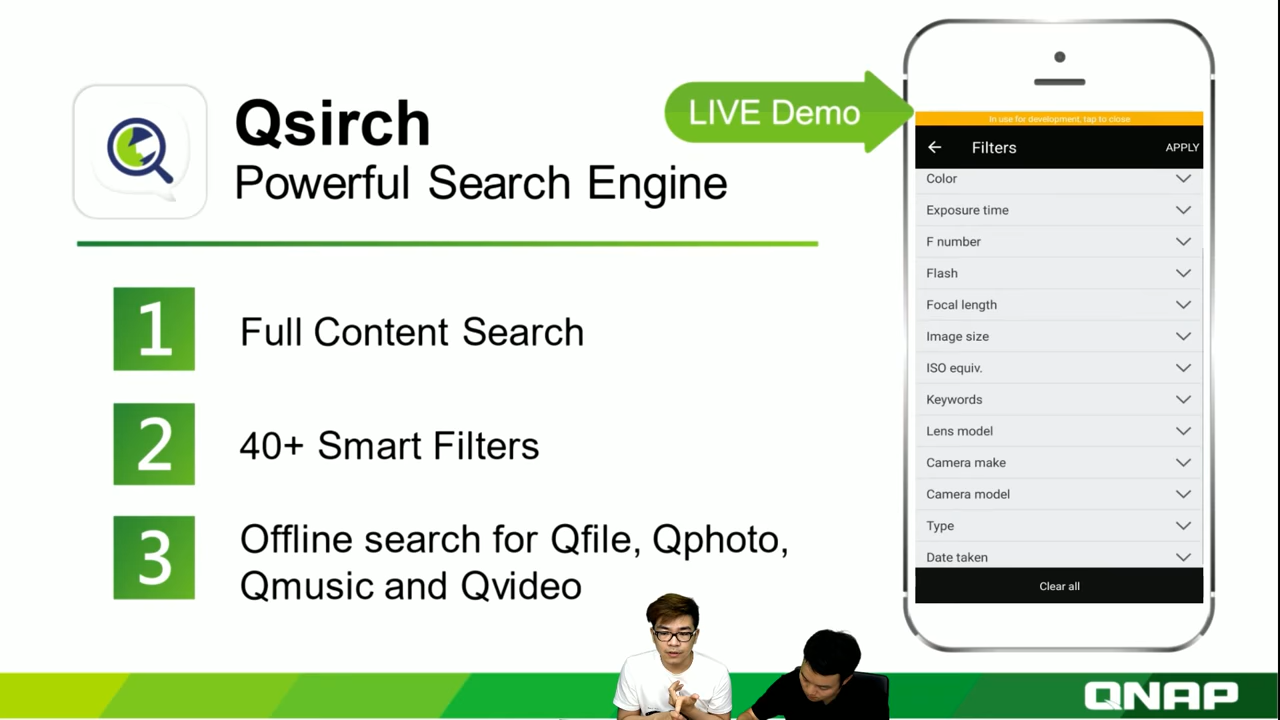 Qsirch
Powerful Search Engine
LIVE Demo
1
Full Content Search
2
40+ Smart Filters
3
Offline search for Qfile, Qphoto,
Qmusic and Qvideo
In use for development, tap to close
Filters
APPLY
Color
Exposure time
F number
Flash
Focal length
Image size
ISO equiv.
Keywords
Lens model
Camera make
Camera model
Type
Date taken
Clear all
QNAP